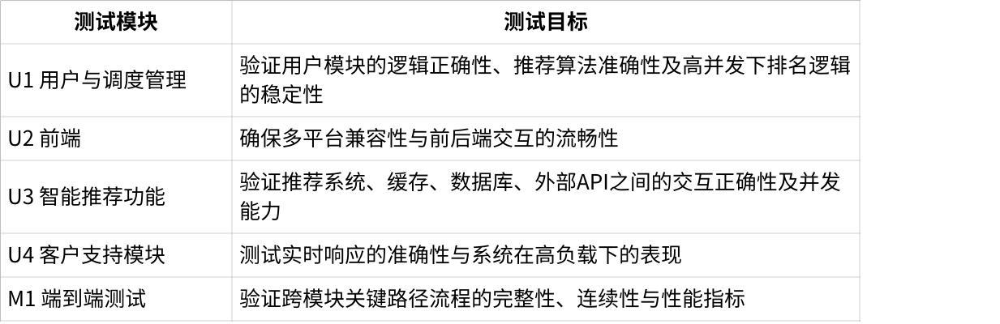 测试模块
测试目标
U1 用户与调度管理
验证用户模块的逻辑正确性、推荐算法准确性及高并发下排名逻辑
的稳定性
U2 前端
确保多平台兼容性与前后端交互的流畅性
U3 智能推荐功能
验证推荐系统、缓存、数据库、外部API之间的交互正确性及并发
能力
U4 客户支持模块
测试实时响应的准确性与系统在高负载下的表现
M1 端到端测试
验证跨模块关键路径流程的完整性、连续性与性能指标